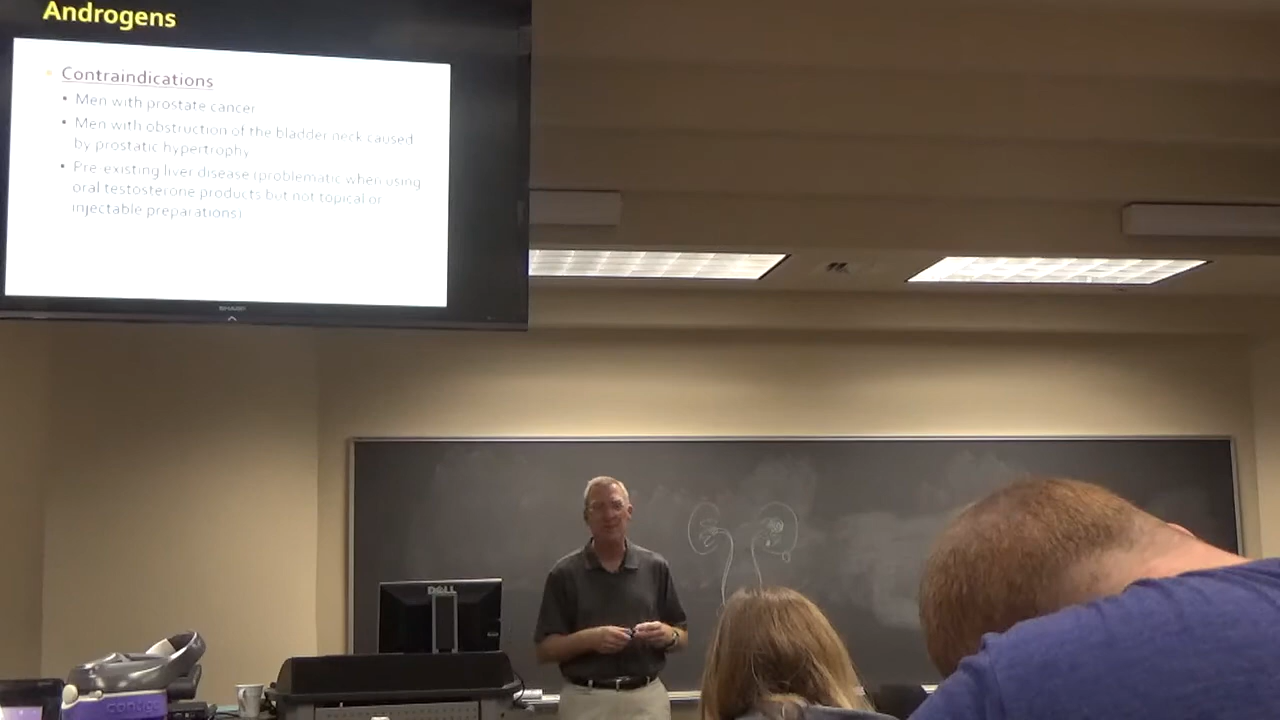 Androgens
Contraindications
• Men with prostate cancer
• Men with obstruction of the bladder neck caused
by prostatic hypertrophy
• Pre-existing liver disease (problematic when using
oral testosterone products but not topical or
injectable preparations)
SHARP
DELL
contigo